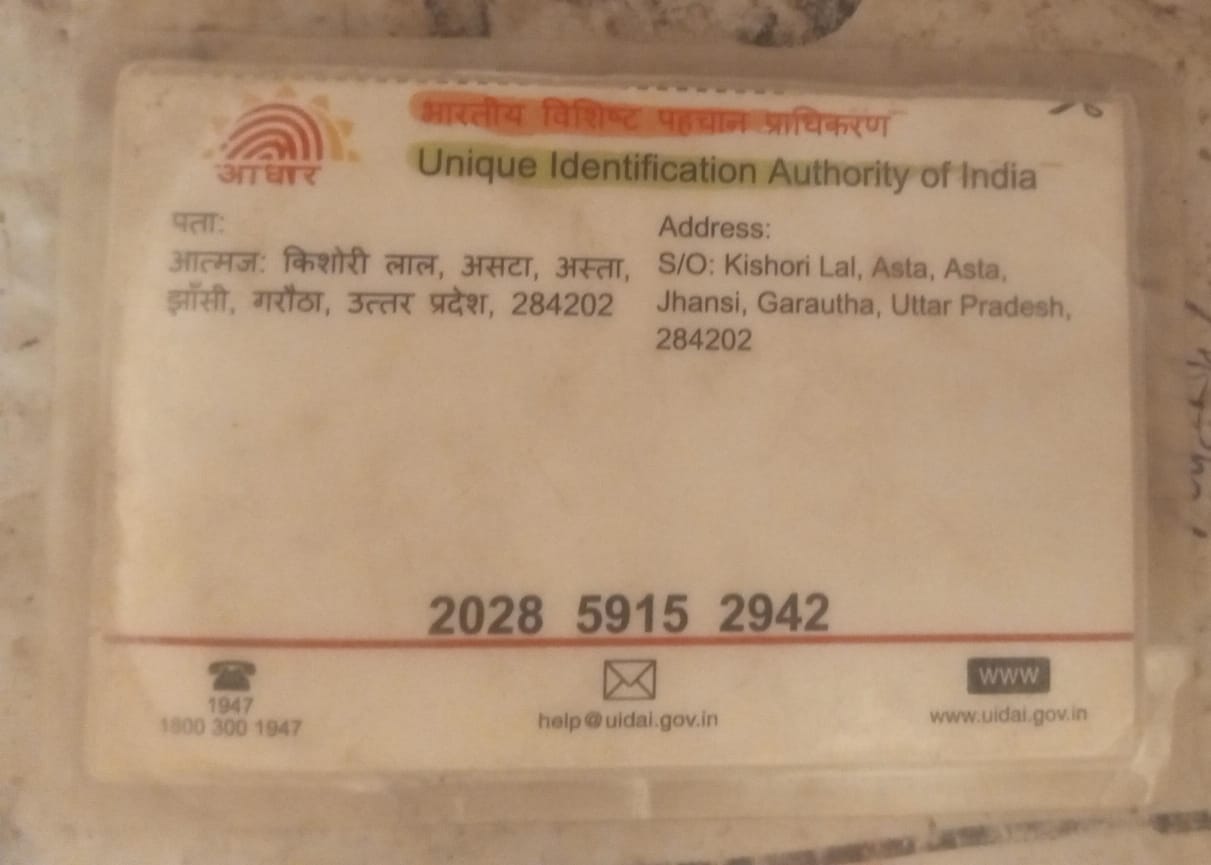 आधार
भारतीय विशिष्ट पहचान प्राधिकरण
Unique Identification Authority of India
पता:
आत्मज: किशोरी लाल, असटा, अस्ता,
झाँसी, गरौठा, उत्तर प्रदेश, 284202
Address:
S/O: Kishori Lal, Asta, Asta,
Jhansi, Garautha, Uttar Pradesh,
284202
2028 5915 2942
1947
1800 300 1947
help@uidai.gov.in
WWW
www.uidai.gov.in